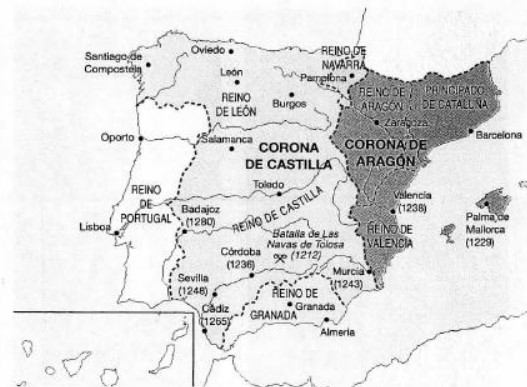 Oviedo
REINO DE
NAVARRA
Santiago de
Compostela
León
Pamplona
REINO
DE LEÓN
Burgos
REINO DE
ARAGÓN
PRINCIPADO
DE CATALUÑA
Zaragoza
Barcelona
Oporto
Salamanca
CORONA
DE CASTILLA
CORONA DE
ARAGÓN
Toledo
REINO
DE PORTUGAL
Lisboa
Badajoz
(1280)
REINO DE CASTILLA
Valencia
(1238)
REINO DE
VALENCIA
Palma de
Mallorca
(1229)
Batalla de Las
Navas de Tolosa
(1212)
Córdoba
(1236)
Sevilla
(1248)
Murcia
(1243)
Cádiz
(1265)
REINO DE
GRANADA
Granada
Almería